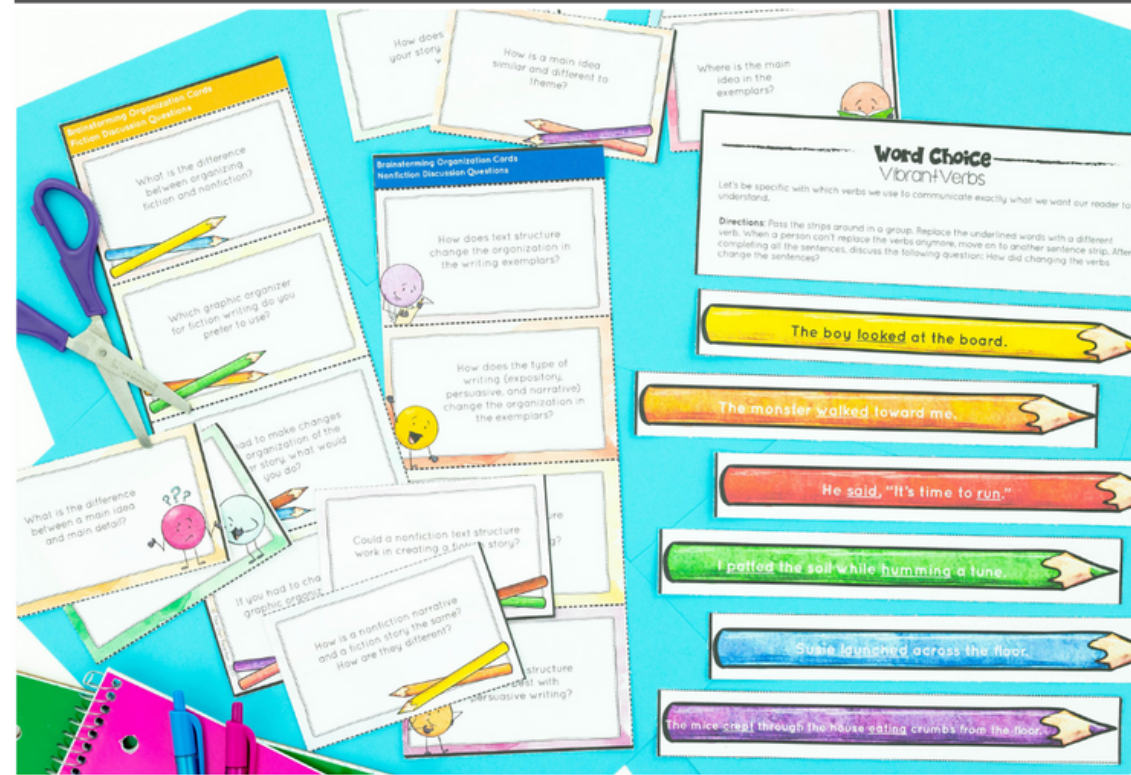 How does
your story
How is a main idea
similar and different to
theme?
Where is the main
idea in the
exemplars?
Brainstorming Organization Cards
Fiction Discussion Questions
What is the difference
between organizing
fiction and nonfiction?
Which graphic organizer
for fiction writing do you
prefer to use?
had to make changes
organization of the
story, what would
you do?
What is the difference
between a main idea
and main detail?
Brainstorming Organization Cards
Nonfiction Discussion Questions
How does text structure
change the organization in
the writing exemplars?
How does the type of
writing (expository,
persuasive, and narrative)
change the organization in
the exemplars?
Could a nonfiction text structure
work in creating a fiction story?
If you had to cha
graphic organiz
How is a nonfiction narrative
and a fiction story the same?
How are they different?
structure
best with
persuasive writing?
Word Choice
Vibrant Verbs
Let's be specific with which verbs we use to communicate exactly what we want our reader to
understand.
Directions: Pass the strips around in a group. Replace the underlined words with a different
verb. When a person can't replace the verbs anymore, move on to another sentence strip. After
completing all the sentences, discuss the following question: How did changing the verbs
change the sentences?
The boy looked at the board.
The monster walked toward me.
He said, "It's time to run."
I patted the soil while humming a tune.
Susie launched across the floor.
The mice crept through the house eating crumbs from the floor.